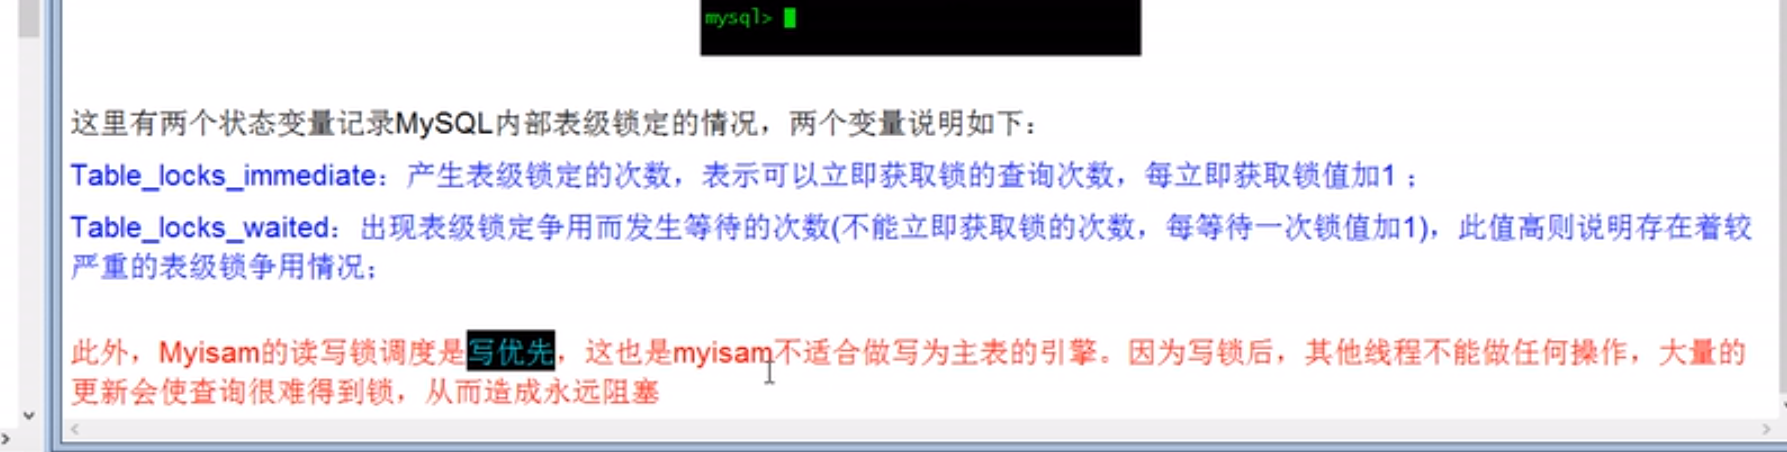 mysql>
这里有两个状态变量记录MySQL内部表级锁定的情况，两个变量说明如下：
Table_locks_immediate：产生表级锁定的次数，表示可以立即获取锁的查询次数，每立即获取锁值加1 ；
Table_locks_waited：出现表级锁定争用而发生等待的次数(不能立即获取锁的次数，每等待一次锁值加1)，此值高则说明存在着较
严重的表级锁争用情况；
此外，Myisam的读写锁调度是写优先，这也是myisam不适合做写为主表的引擎。因为写锁后，其他线程不能做任何操作，大量的
更新会使查询很难得到锁，从而造成永远阻塞